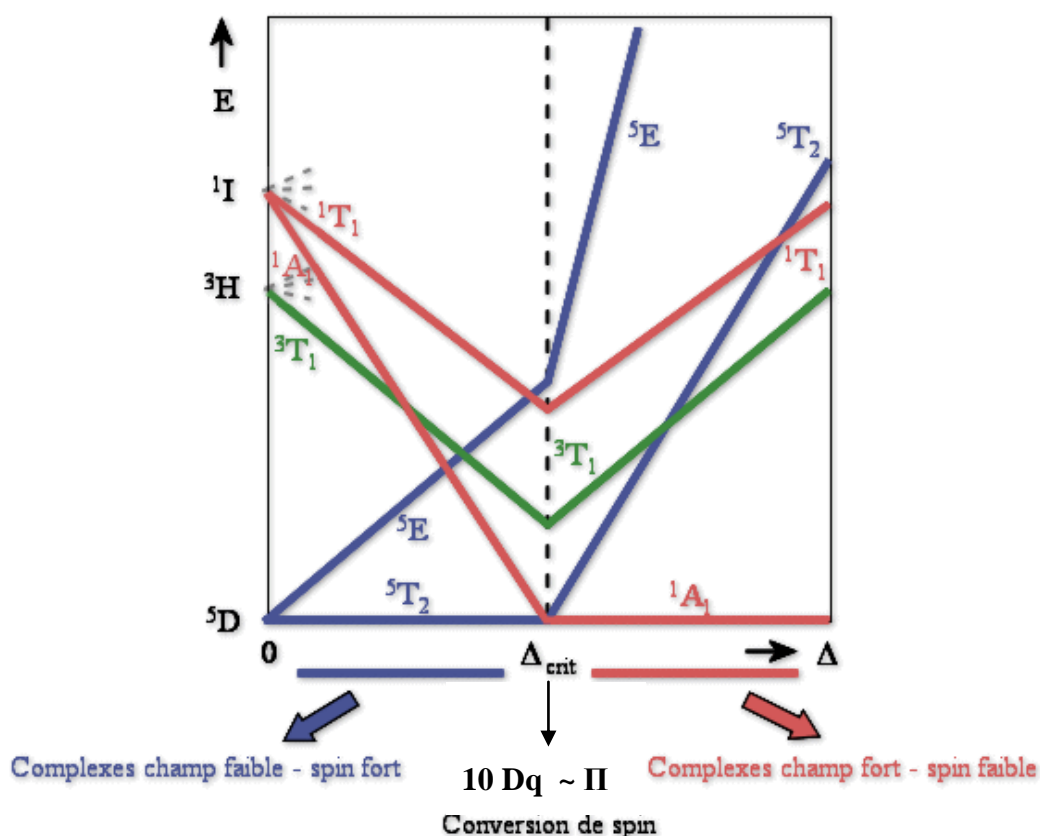 E
⁵E
⁵T₂
¹I
¹T₁
¹A₁
¹T₁
³H
³T₁
³T₁
⁵E
⁵T₂
¹A₁
⁵D
0
Δcrit
Δ
Complexes champ faible - spin fort
10 Dq ~ Π
Complexes champ fort - spin faible
Conversion de spin